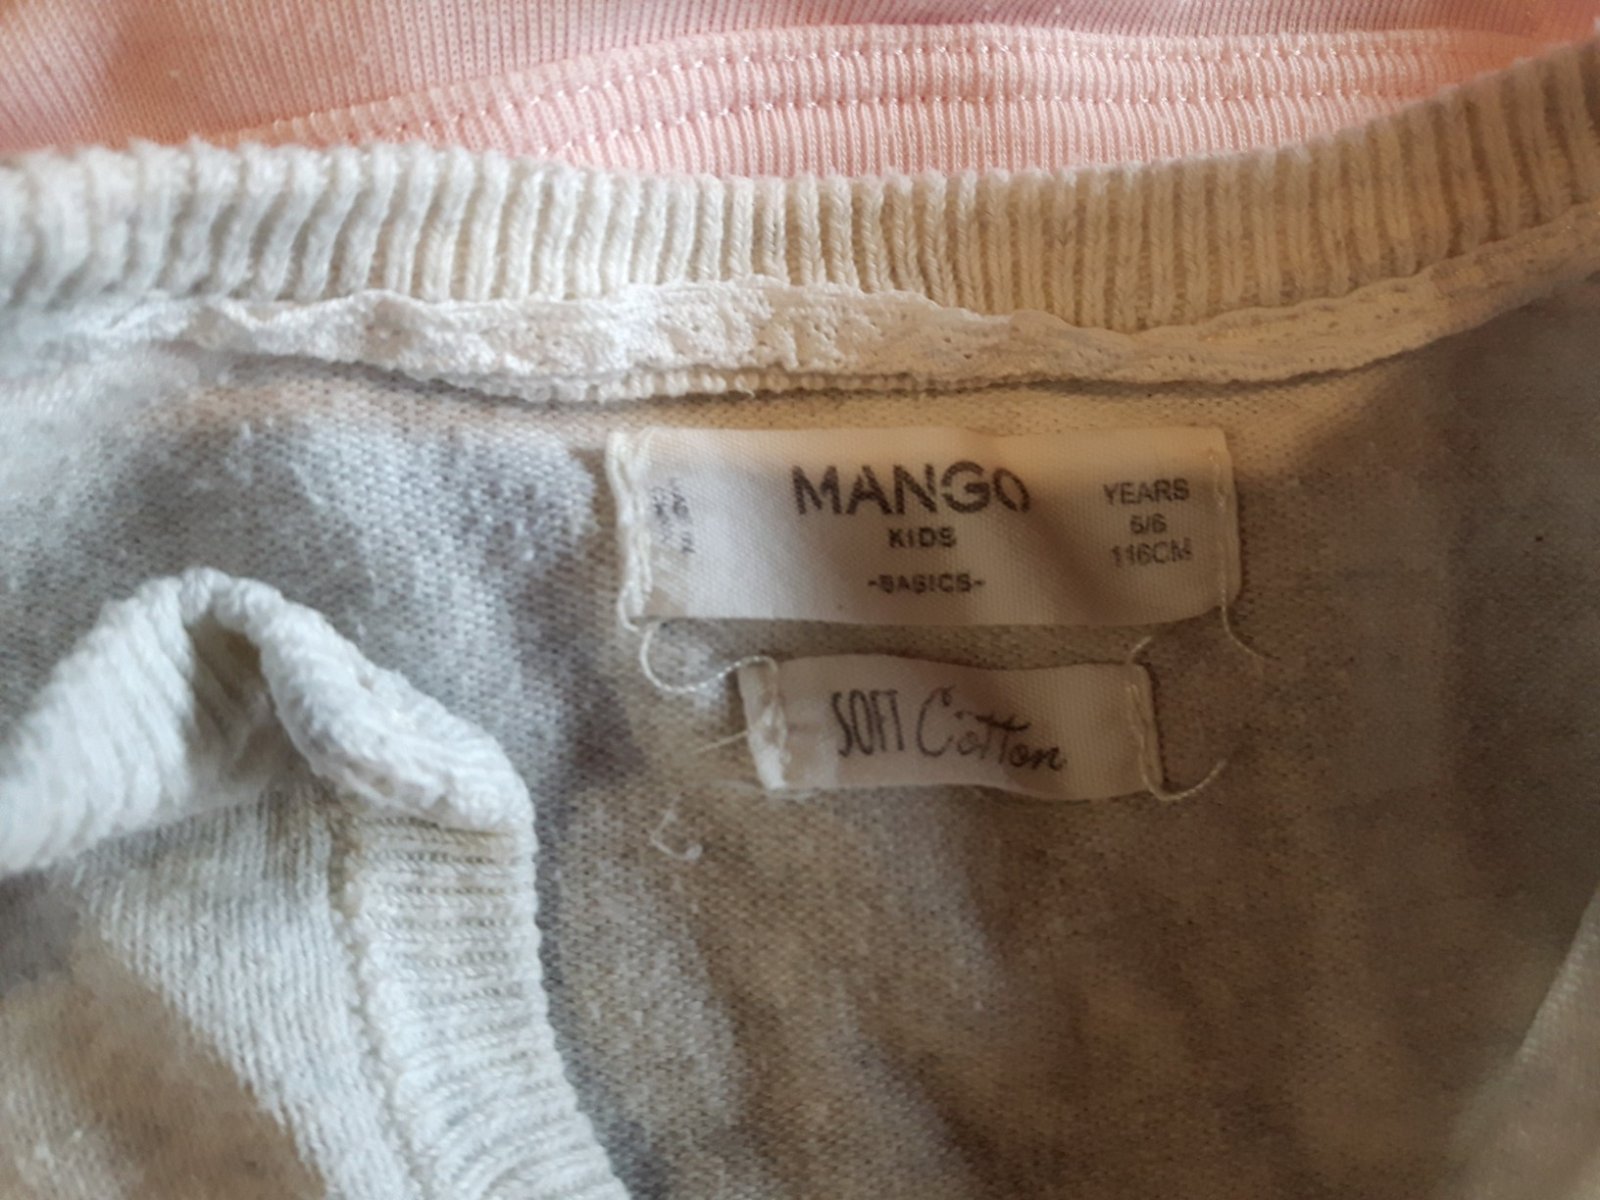 MANGO
KIDS
-BASICS-
YEARS
5/6
116CM
SOFT Cotton